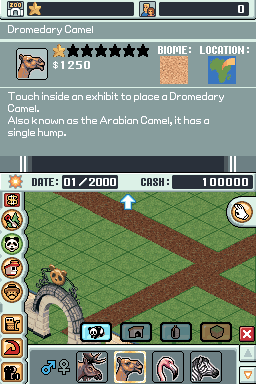 ZOO 0
Dromedary Camel
BIOME: LOCATION:
$1250
Touch inside an exhibit to place a Dromedary
Camel.
Also known as the Arabian Camel, it has a
single hump.
DATE: 01/2000 CASH: 100000